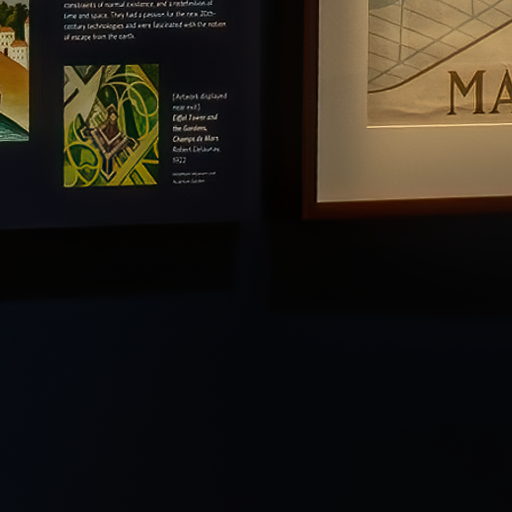 constraints of normal existence, and a redefinition of
time and space. They had a passion for the new 20th-
century technologies and were fascinated with the notion
of escape from the earth.
[Artwork displayed
near exit]
Eiffel Tower and
the Gardens,
Champs de Mars
Robert Delaunay,
1922
MA